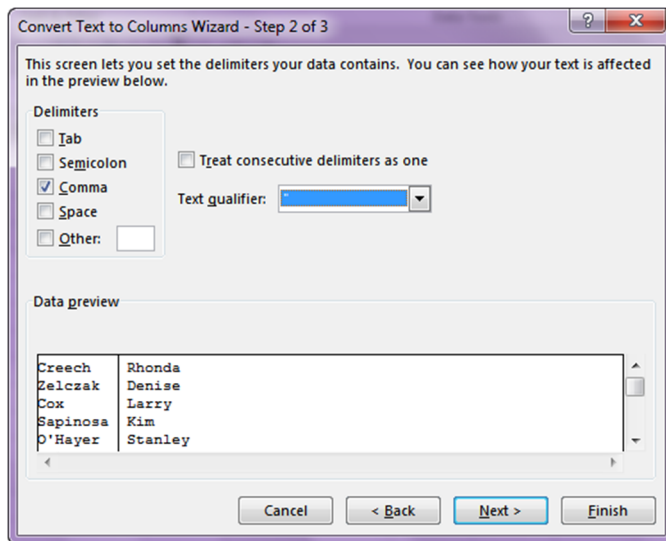 Convert Text to Columns Wizard - Step 2 of 3
This screen lets you set the delimiters your data contains.  You can see how your text is affected
in the preview below.
Delimiters
Tab
Semicolon
Comma
Space
Other:
Treat consecutive delimiters as one
Text qualifier: "
Data preview
Creech Rhonda
Zelczak Denise
Cox Larry
Sapinosa Kim
O'Hayer Stanley
Cancel < Back Next > Finish